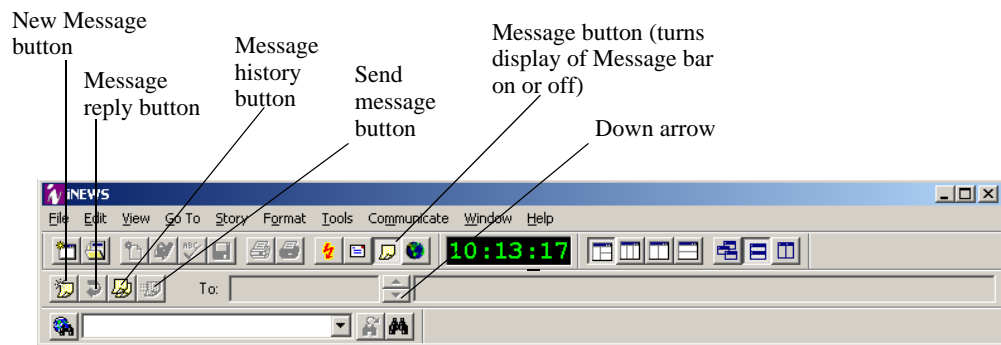 New Message
button
Message
reply button
Message
history
button
Send
message
button
Message button (turns
display of Message bar
on or off)
Down arrow
iNEWS
File Edit View Go To Story Format Tools Communicate Window Help
ABC
10:13:17
To: